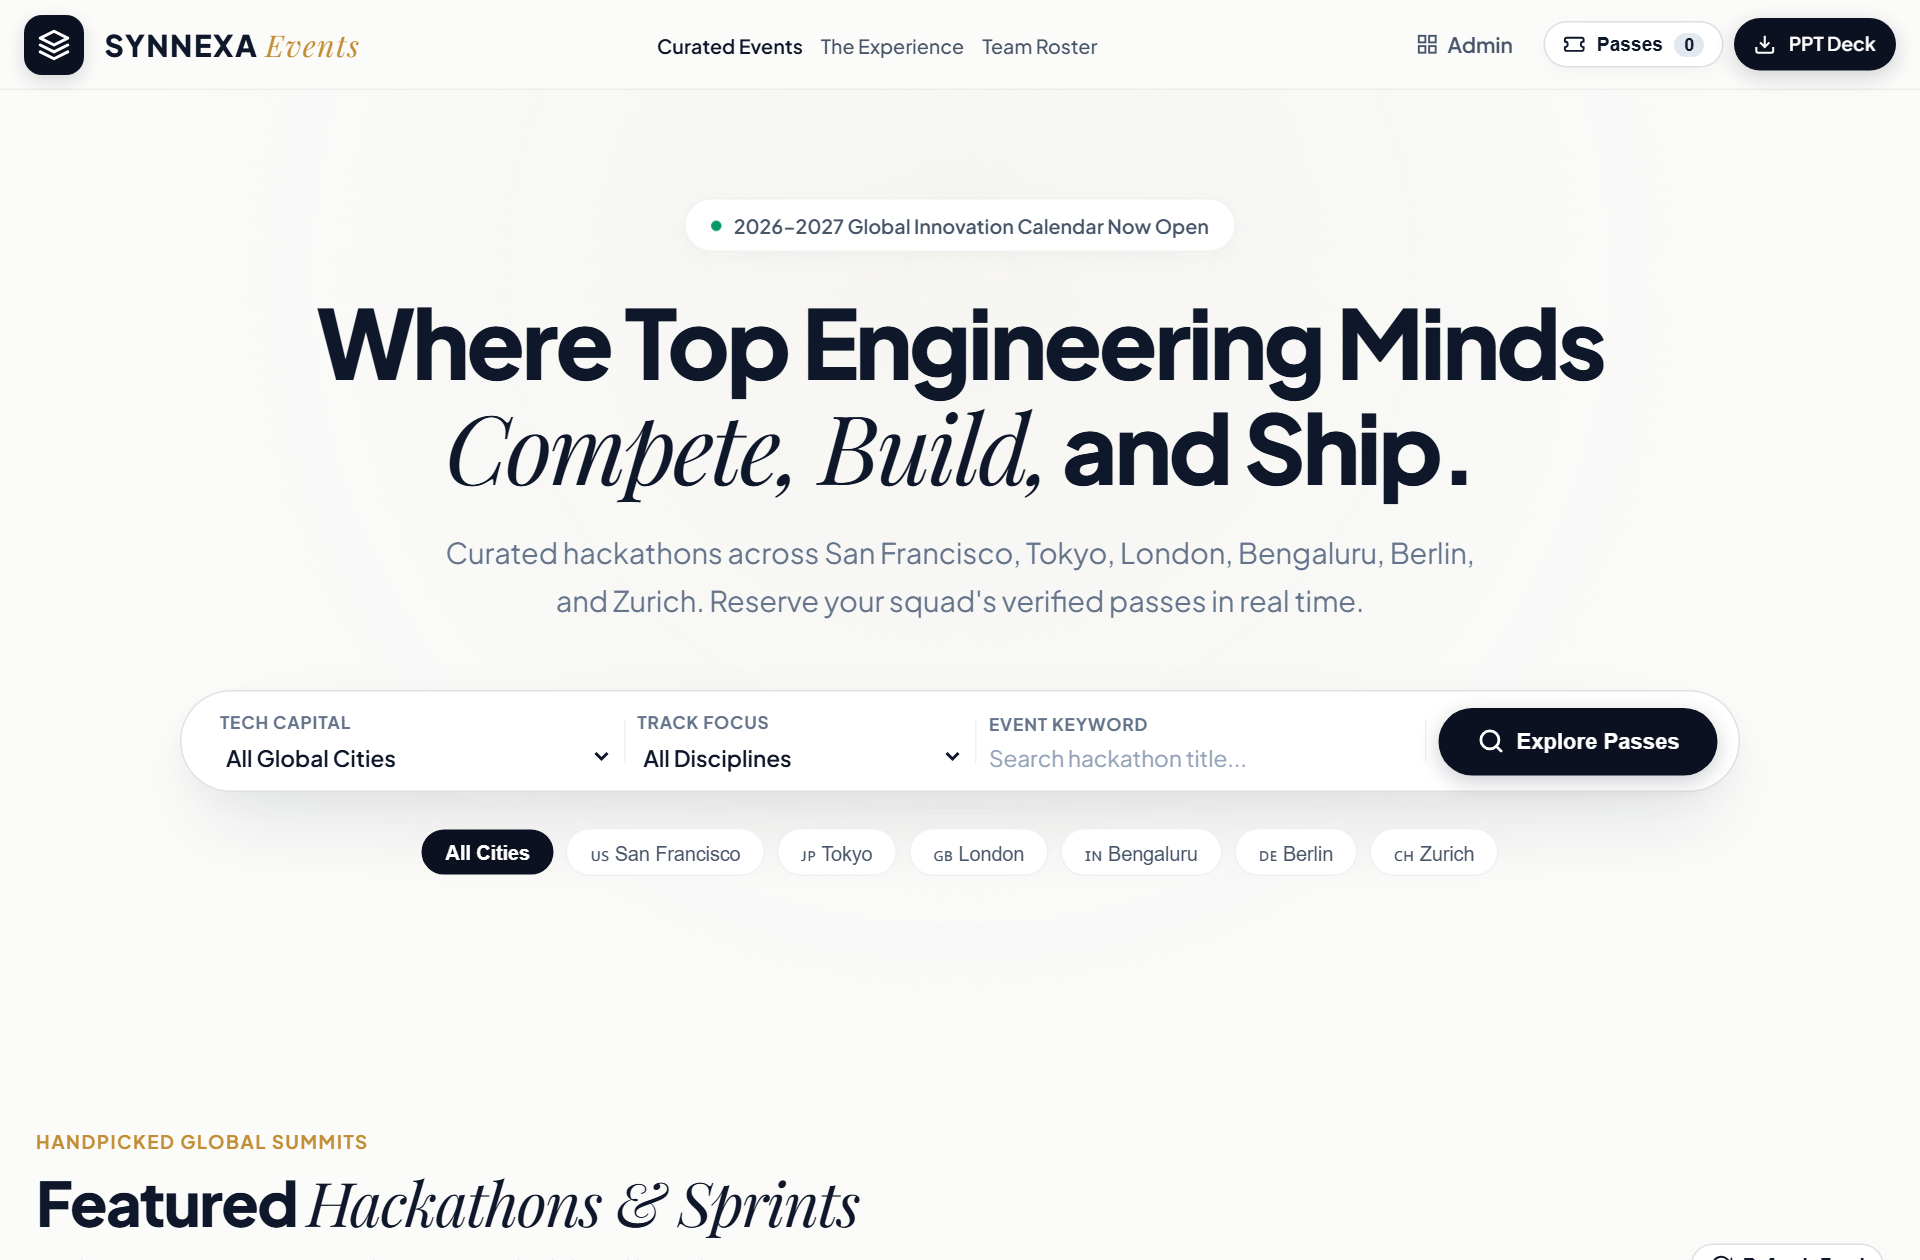 SYNNEXA Events
Curated Events
The Experience
Team Roster
Admin
Passes 0
PPT Deck
2026–2027 Global Innovation Calendar Now Open
Where Top Engineering Minds
Compete, Build, and Ship.
Curated hackathons across San Francisco, Tokyo, London, Bengaluru, Berlin,
and Zurich. Reserve your squad's verified passes in real time.
TECH CAPITAL
All Global Cities
TRACK FOCUS
All Disciplines
EVENT KEYWORD
Search hackathon title...
Explore Passes
All Cities
US San Francisco
JP Tokyo
GB London
IN Bengaluru
DE Berlin
CH Zurich
HANDPICKED GLOBAL SUMMITS
Featured Hackathons & Sprints